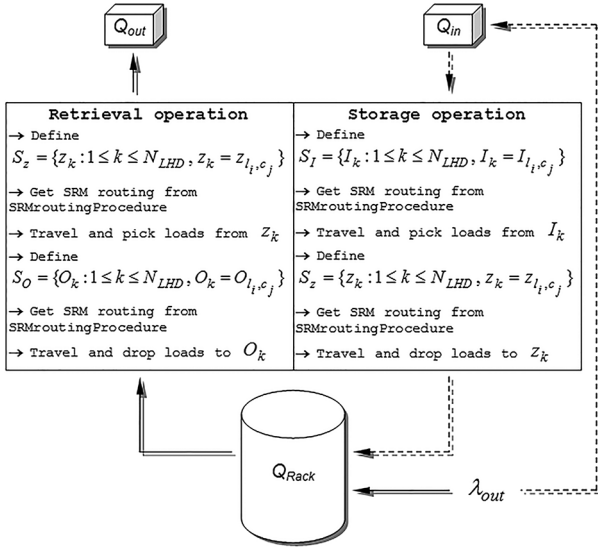 Qout
Qin
Retrieval operation
→ Define
S_z = {z_k : 1 ≤ k ≤ N_LHD, z_k = z_{l_i,c_j}}
→ Get SRM routing from
SRMroutingProcedure
→ Travel and pick loads from z_k
→ Define
S_O = {O_k : 1 ≤ k ≤ N_LHD, O_k = O_{l_i,c_j}}
→ Get SRM routing from
SRMroutingProcedure
→ Travel and drop loads to O_k
Storage operation
→ Define
S_I = {I_k : 1 ≤ k ≤ N_LHD, I_k = I_{l_i,c_j}}
→ Get SRM routing from
SRMroutingProcedure
→ Travel and pick loads from I_k
→ Define
S_z = {z_k : 1 ≤ k ≤ N_LHD, z_k = z_{l_i,c_j}}
→ Get SRM routing from
SRMroutingProcedure
→ Travel and drop loads to z_k
Q_Rack
λ_out